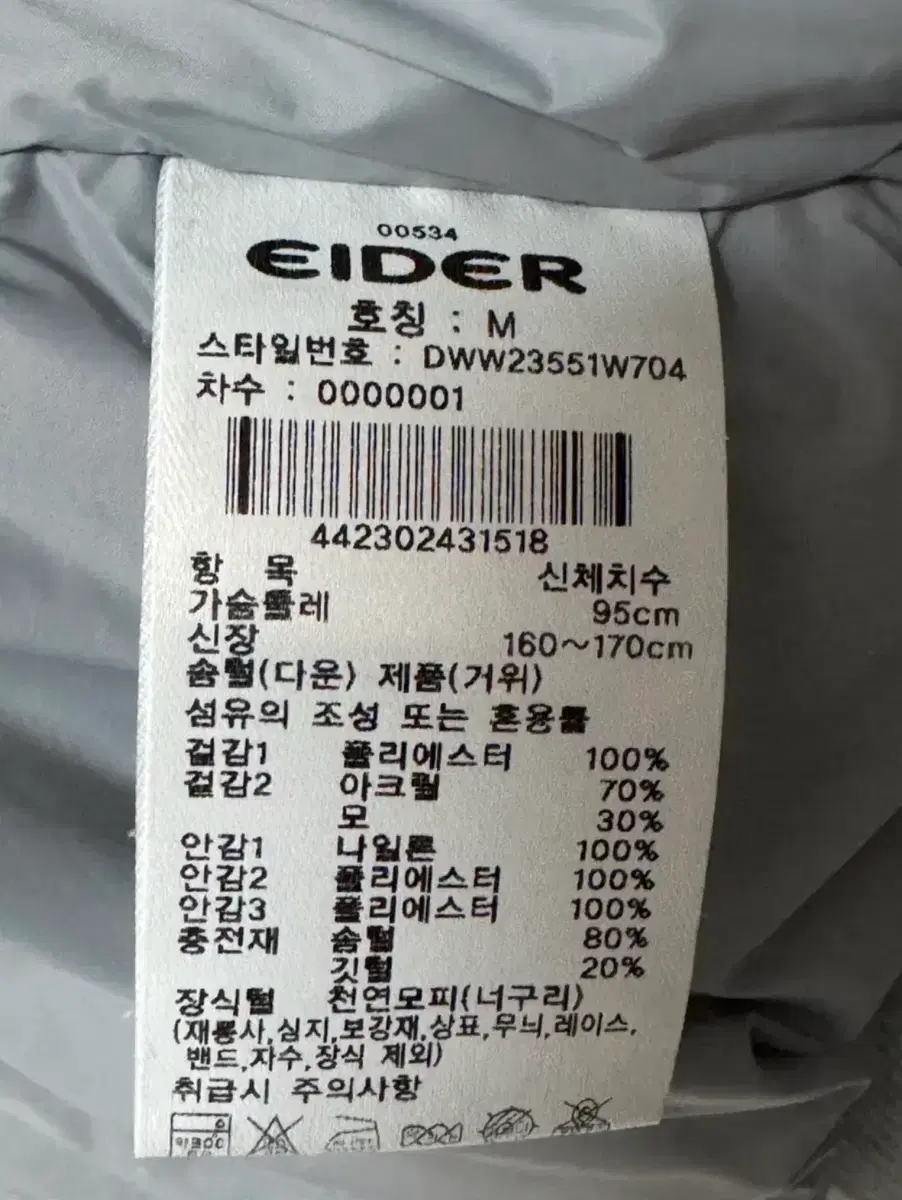 00534
EIDER
호칭 : M
스타일번호 : DWW23551W704
차수 : 0000001
442302431518
항 목 신체치수
가슴둘레 95cm
신장 160~170cm
솜털(다운) 제품(거위)
섬유의 조성 또는 혼용률
겉감1 폴리에스터 100%
겉감2 아크릴 70%
모 30%
안감1 나일론 100%
안감2 폴리에스터 100%
안감3 폴리에스터 100%
충전재 솜털 80%
깃털 20%
장식털 천연모피(너구리)
(재봉사,심지,보강재,상표,무늬,레이스,
밴드,자수,장식 제외)
취급시 주의사항